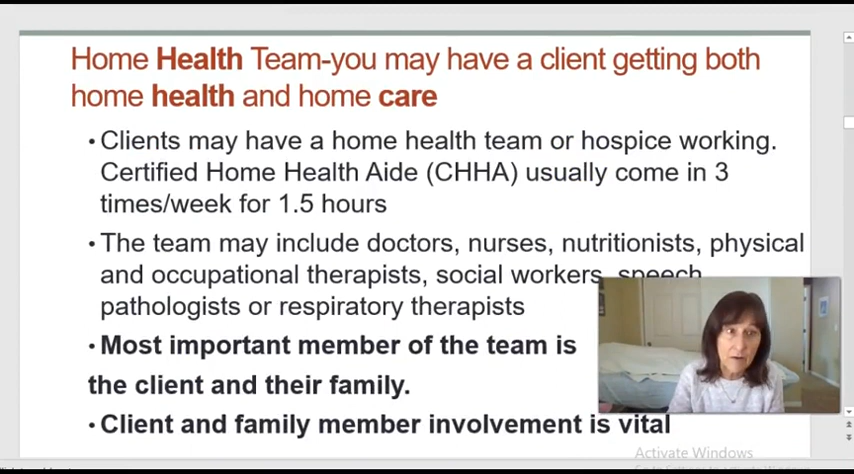 Home Health Team-you may have a client getting both
home health and home care
• Clients may have a home health team or hospice working.
Certified Home Health Aide (CHHA) usually come in 3
times/week for 1.5 hours
• The team may include doctors, nurses, nutritionists, physical
and occupational therapists, social workers, speech
pathologists or respiratory therapists
• Most important member of the team is
the client and their family.
• Client and family member involvement is vital
Activate Windows